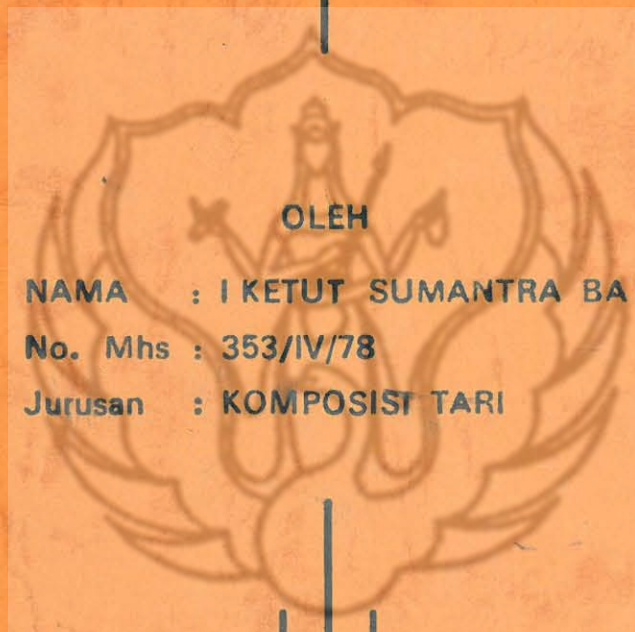 OLEH
NAMA : I KETUT SUMANTRA BA
No. Mhs : 353/IV/78
Jurusan : KOMPOSISI TARI